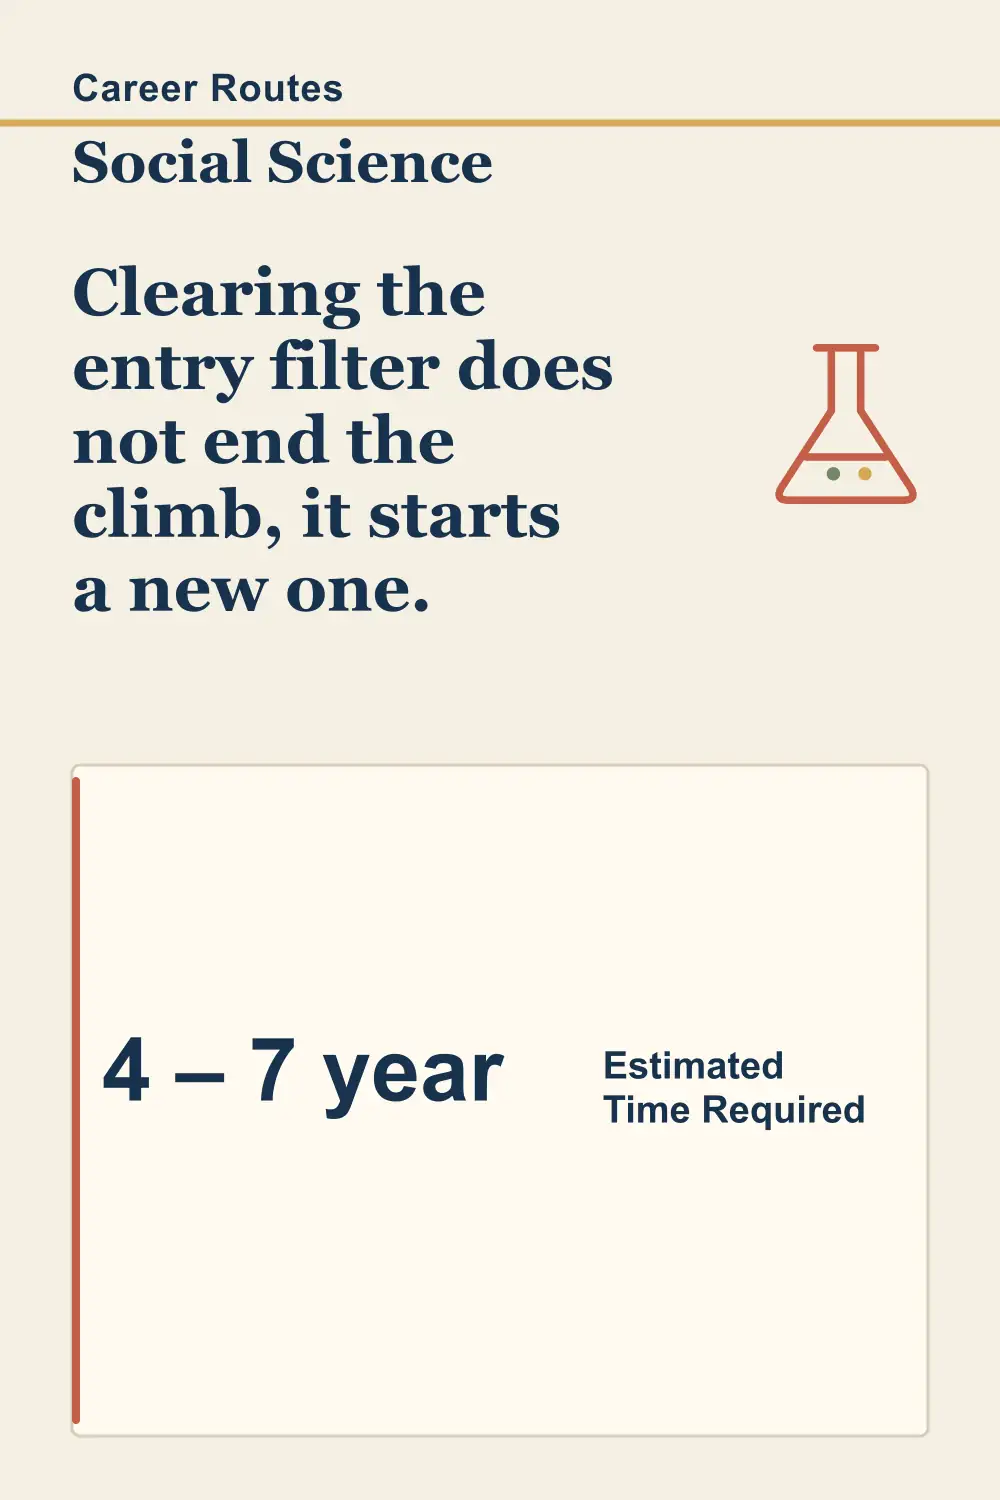 Career Routes
Social Science
Clearing the
entry filter does
not end the
climb, it starts
a new one.
4 – 7 year
Estimated
Time Required